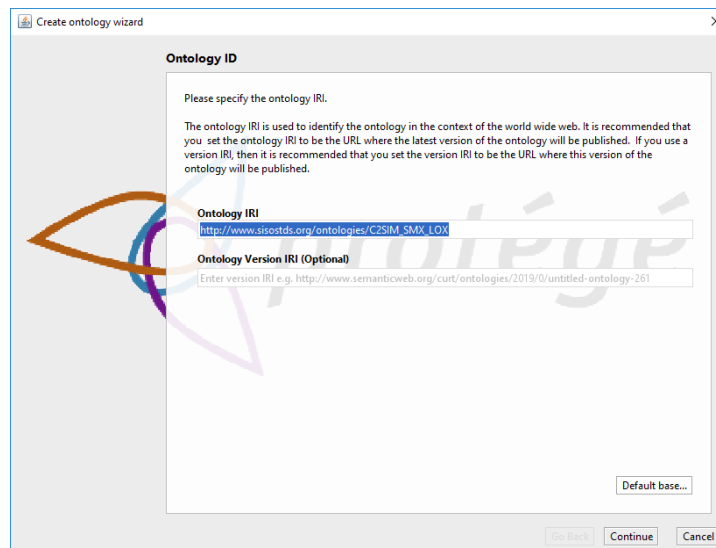 Create ontology wizard
Ontology ID
Please specify the ontology IRI.
The ontology IRI is used to identify the ontology in the context of the world wide web. It is recommended that
you set the ontology IRI to be the URL where the latest version of the ontology will be published. If you use a
version IRI, then it is recommended that you set the version IRI to be the URL where this version of the
ontology will be published.
protégé
Ontology IRI
http://www.sisostds.org/ontologies/C2SIM_SMX_LOX
Ontology Version IRI (Optional)
Enter version IRI e.g. http://www.semanticweb.org/curt/ontologies/2019/0/untitled-ontology-261
Default base...
Go Back Continue Cancel